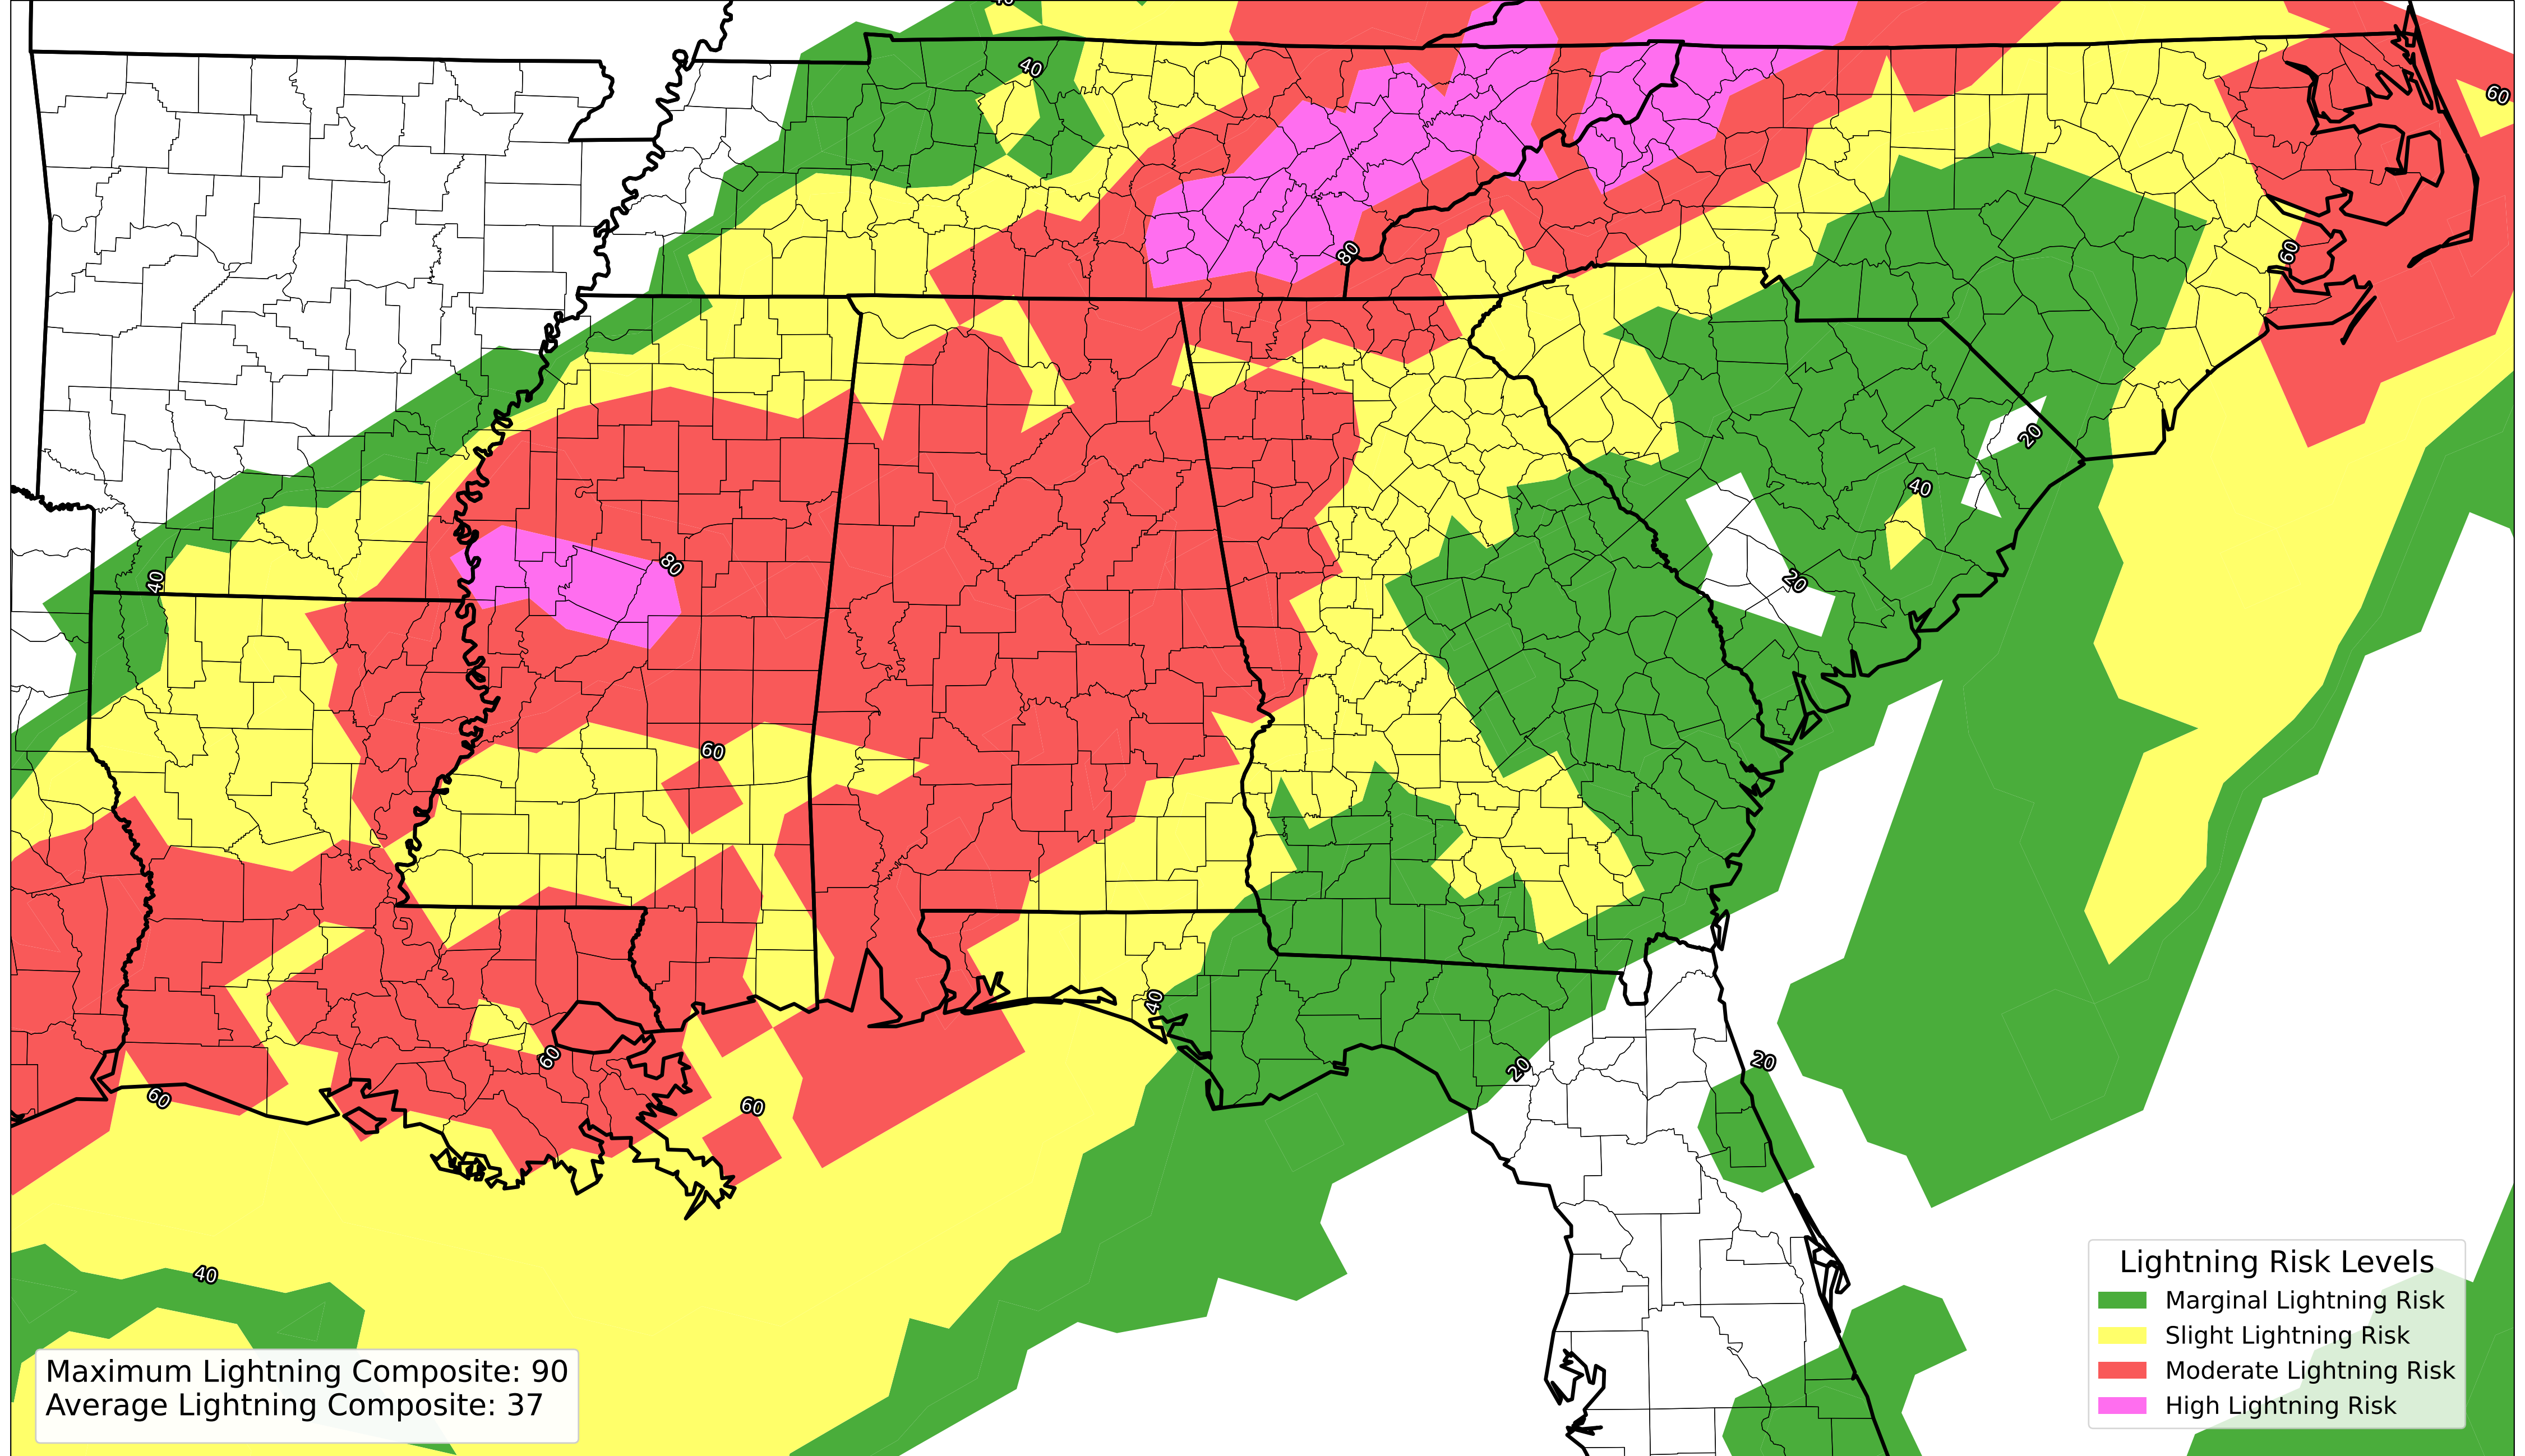 40
40
60
80
60
20
40
80
40
20
60
40
60
20
20
60
60
40
Lightning Risk Levels
Marginal Lightning Risk
Slight Lightning Risk
Moderate Lightning Risk
High Lightning Risk
Maximum Lightning Composite: 90
Average Lightning Composite: 37